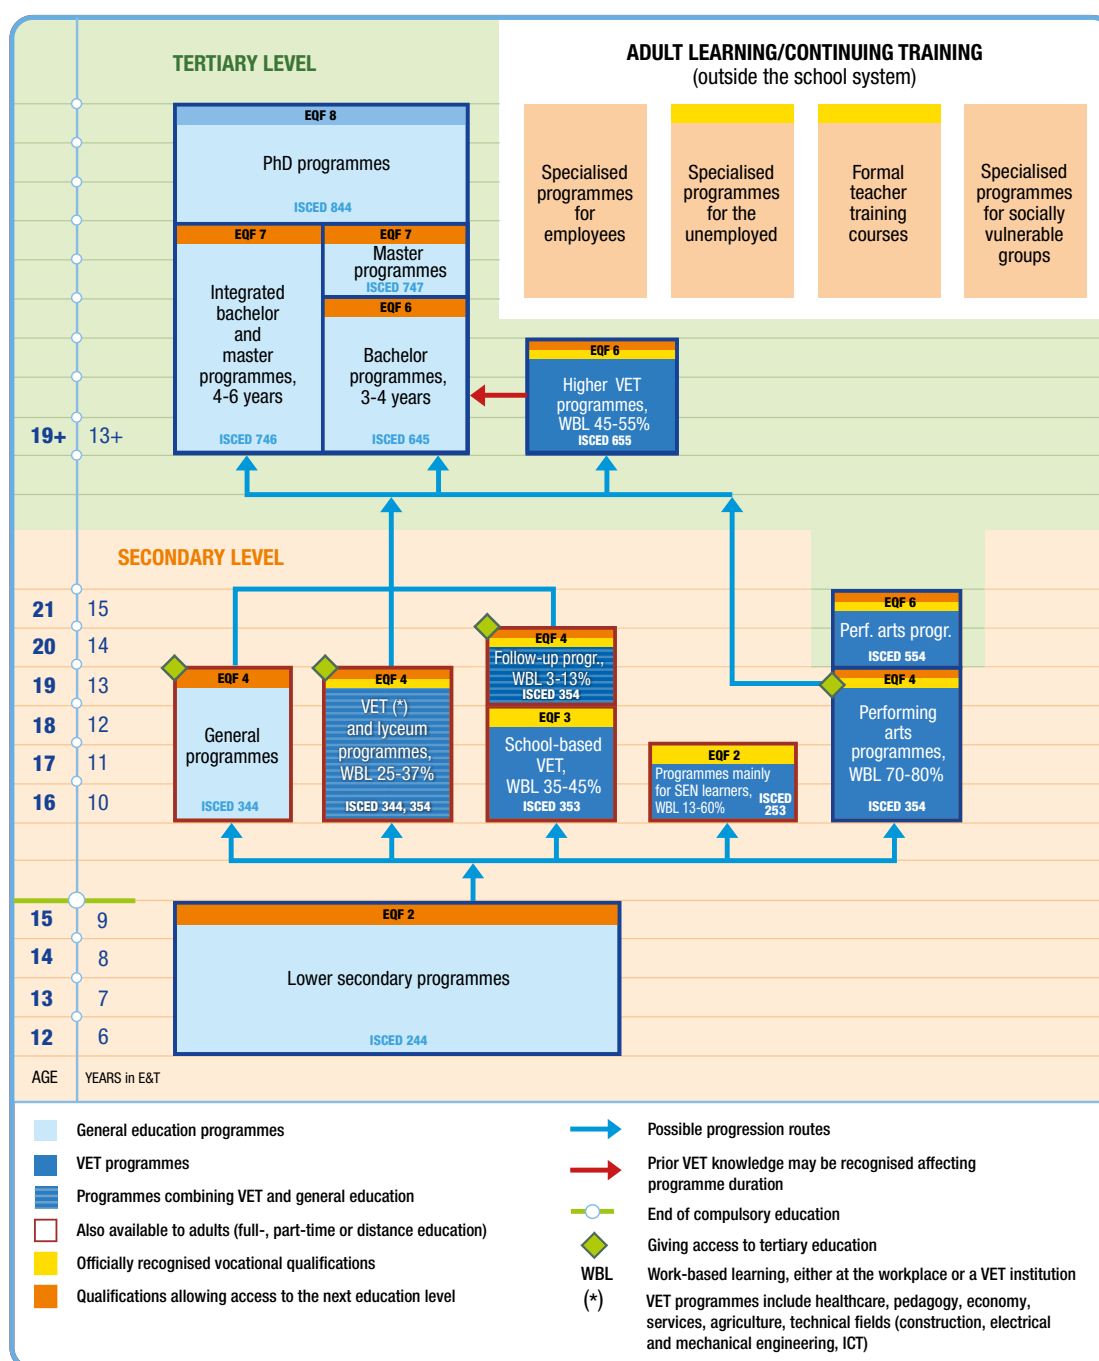 TERTIARY LEVEL
ADULT LEARNING/CONTINUING TRAINING
(outside the school system)
Specialised
programmes
for
employees
Specialised
programmes
for the
unemployed
Formal
teacher
training
courses
Specialised
programmes
for socially
vulnerable
groups
EQF 8
PhD programmes
ISCED 844
EQF 7
Integrated
bachelor
and
master
programmes,
4-6 years
ISCED 746
EQF 7
Master
programmes
ISCED 747
EQF 6
Bachelor
programmes,
3-4 years
ISCED 645
EQF 6
Higher VET
programmes,
WBL 45-55%
ISCED 655
19+ 13+
SECONDARY LEVEL
21 15
20 14
19 13
18 12
17 11
16 10
EQF 4
General
programmes
ISCED 344
EQF 4
VET (*)
and lyceum
programmes,
WBL 25-37%
ISCED 344, 354
EQF 4
Follow-up progr.,
WBL 3-13%
ISCED 354
EQF 3
School-based
VET,
WBL 35-45%
ISCED 353
EQF 2
Programmes mainly
for SEN learners,
WBL 13-60%
ISCED
253
EQF 6
Perf. arts progr.
ISCED 554
EQF 4
Performing
arts
programmes,
WBL 70-80%
ISCED 354
15 9
14 8
13 7
12 6
EQF 2
Lower secondary programmes
ISCED 244
AGE YEARS in E&T
General education programmes
VET programmes
Programmes combining VET and general education
Also available to adults (full-, part-time or distance education)
Officially recognised vocational qualifications
Qualifications allowing access to the next education level
Possible progression routes
Prior VET knowledge may be recognised affecting
programme duration
End of compulsory education
Giving access to tertiary education
WBL Work-based learning, either at the workplace or a VET institution
(*) VET programmes include healthcare, pedagogy, economy,
services, agriculture, technical fields (construction, electrical
and mechanical engineering, ICT)